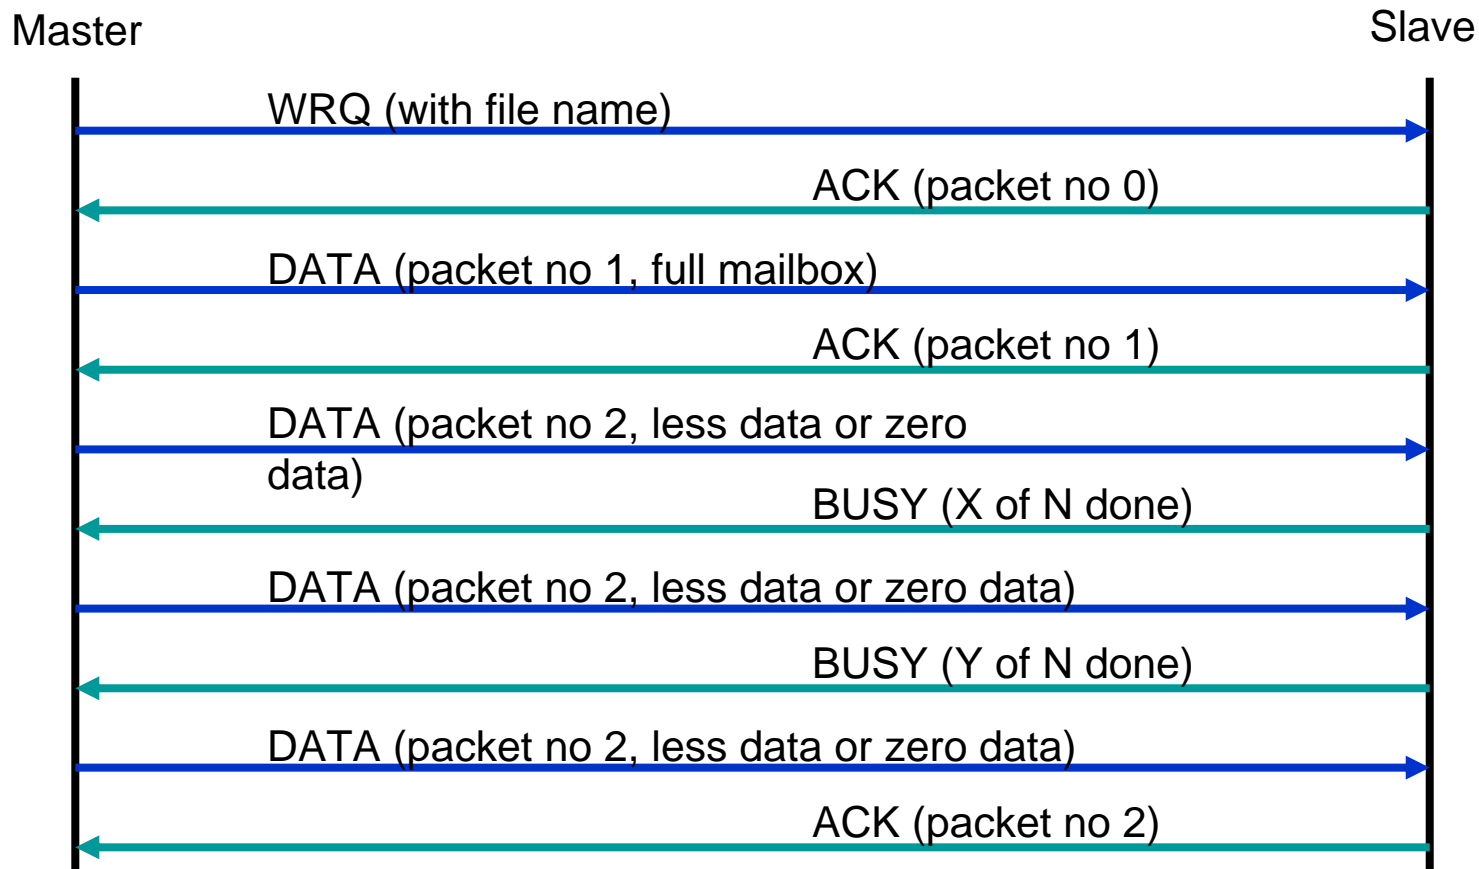 Master
Slave
WRQ (with file name)
ACK (packet no 0)
DATA (packet no 1, full mailbox)
ACK (packet no 1)
DATA (packet no 2, less data or zero
data)
BUSY (X of N done)
DATA (packet no 2, less data or zero data)
BUSY (Y of N done)
DATA (packet no 2, less data or zero data)
ACK (packet no 2)